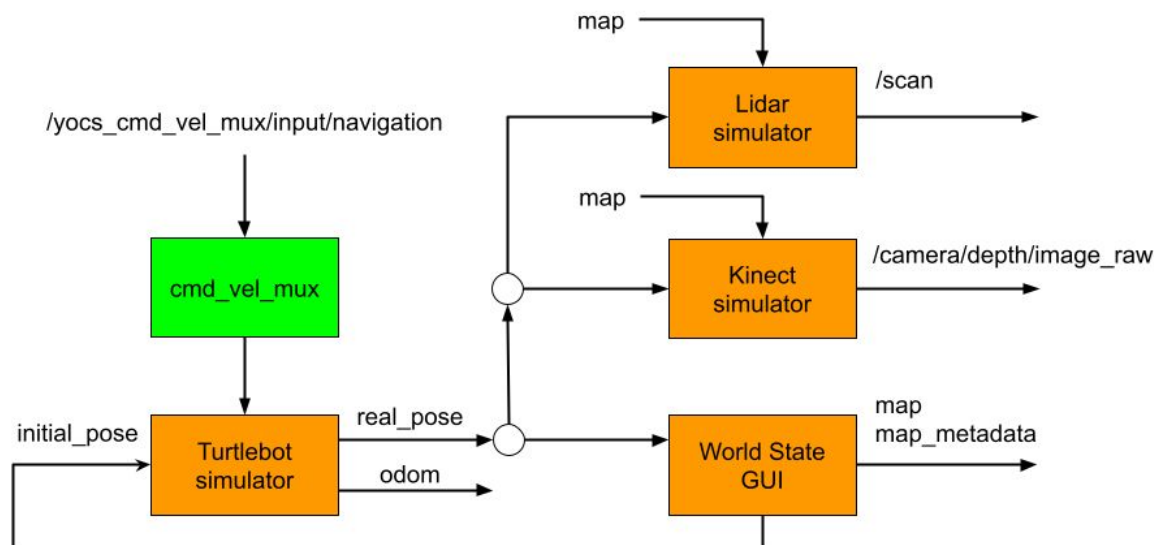 map
/scan
Lidar
simulator
/yocs_cmd_vel_mux/input/navigation
map
/camera/depth/image_raw
Kinect
simulator
cmd_vel_mux
real_pose
map
map_metadata
initial_pose
Turtlebot
simulator
odom
World State
GUI